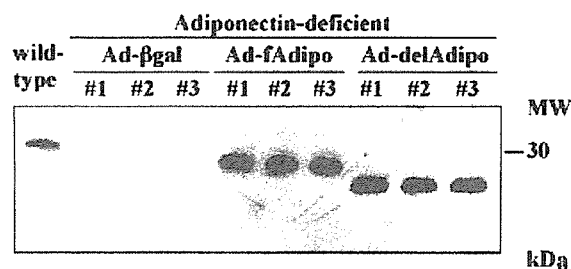 Adiponectin-deficient
wild-type Ad-βgal Ad-fAdipo Ad-delAdipo
#1 #2 #3 #1 #2 #3 #1 #2 #3
MW
30
kDa